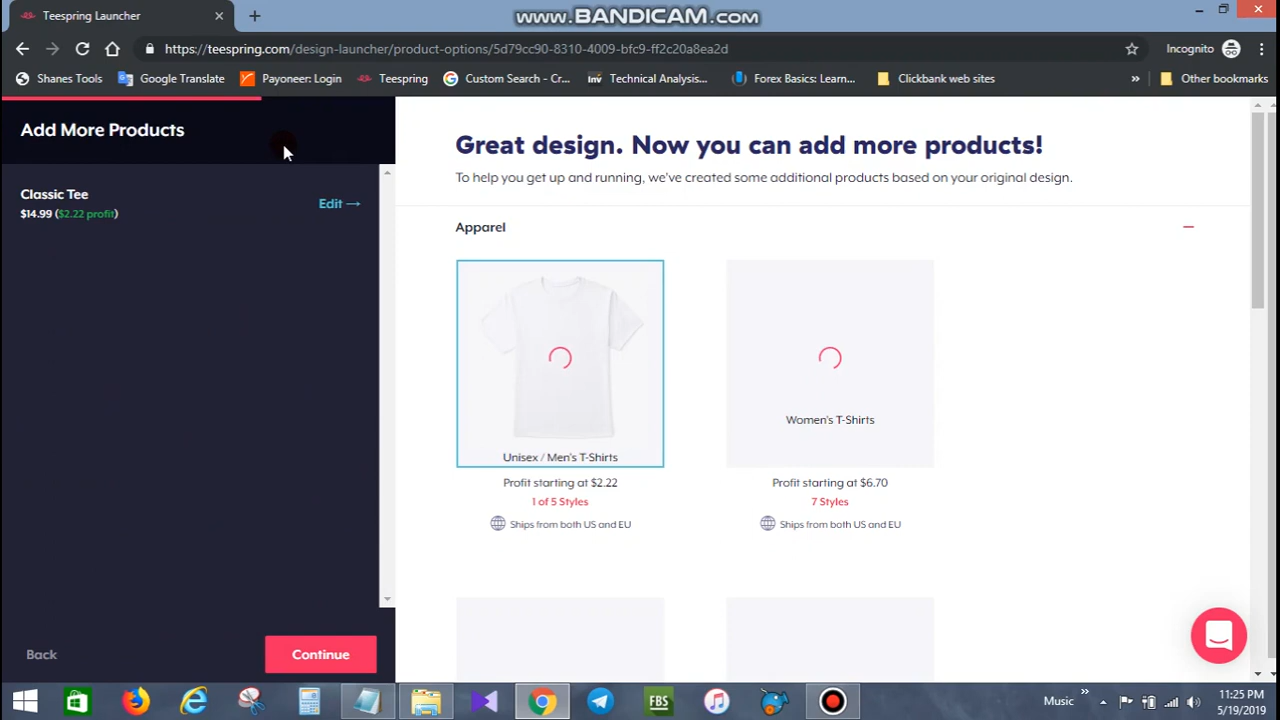 Teespring Launcher
www.BANDICAM.com
https://teespring.com/design-launcher/product-options/5d79cc90-8310-4009-bfc9-ff2c20a8ea2d
Incognito
Shanes Tools
Google Translate
Payoneer: Login
Teespring
Custom Search - Cr...
Technical Analysis...
Forex Basics: Learn...
Clickbank web sites
»
Other bookmarks
Add More Products
Great design. Now you can add more products!
To help you get up and running, we've created some additional products based on your original design.
Classic Tee
$14.99 ($2.22 profit)
Edit →
Apparel
Unisex / Men's T-Shirts
Profit starting at $2.22
1 of 5 Styles
Ships from both US and EU
Women's T-Shirts
Profit starting at $6.70
7 Styles
Ships from both US and EU
Back
Continue
FBS
Music
»
11:25 PM
5/19/2019